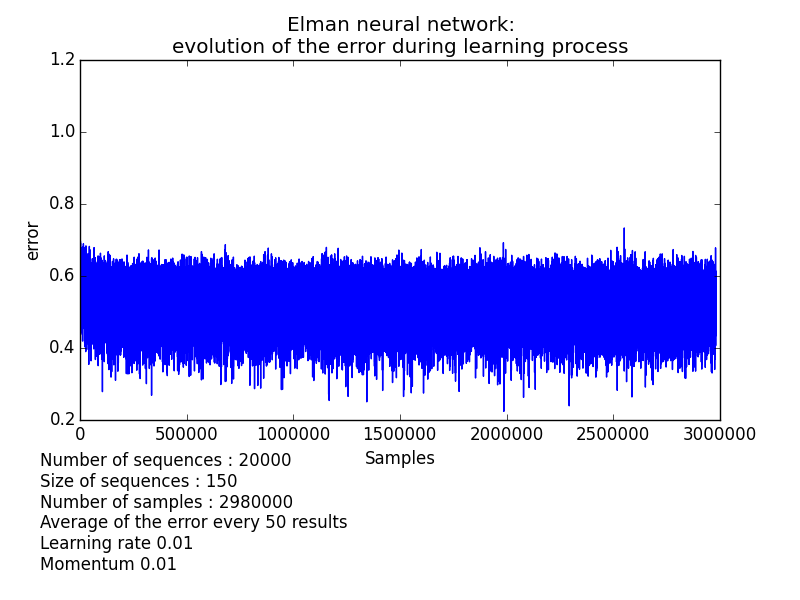 Elman neural network:
evolution of the error during learning process
1.2
1.0
0.8
0.6
0.4
0.2
error
0 500000 1000000 1500000 2000000 2500000 3000000
Samples
Number of sequences : 20000
Size of sequences : 150
Number of samples : 2980000
Average of the error every 50 results
Learning rate 0.01
Momentum 0.01